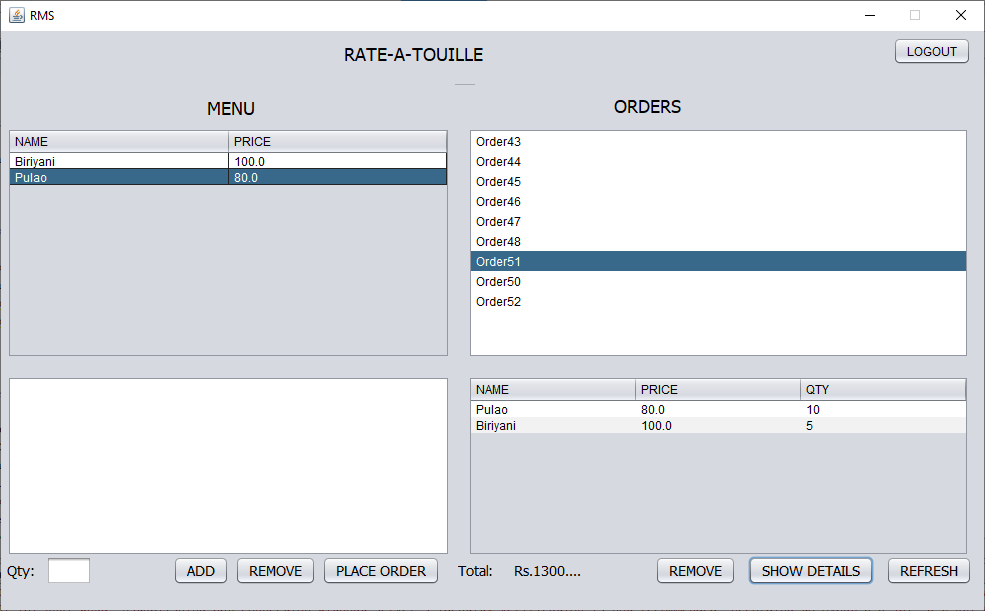 RMS
RATE-A-TOUILLE
LOGOUT
MENU
NAME PRICE
Biriyani 100.0
Pulao 80.0
ORDERS
Order43
Order44
Order45
Order46
Order47
Order48
Order51
Order50
Order52
NAME PRICE QTY
Pulao 80.0 10
Biriyani 100.0 5
Qty: ADD REMOVE PLACE ORDER Total: Rs.1300.... REMOVE SHOW DETAILS REFRESH